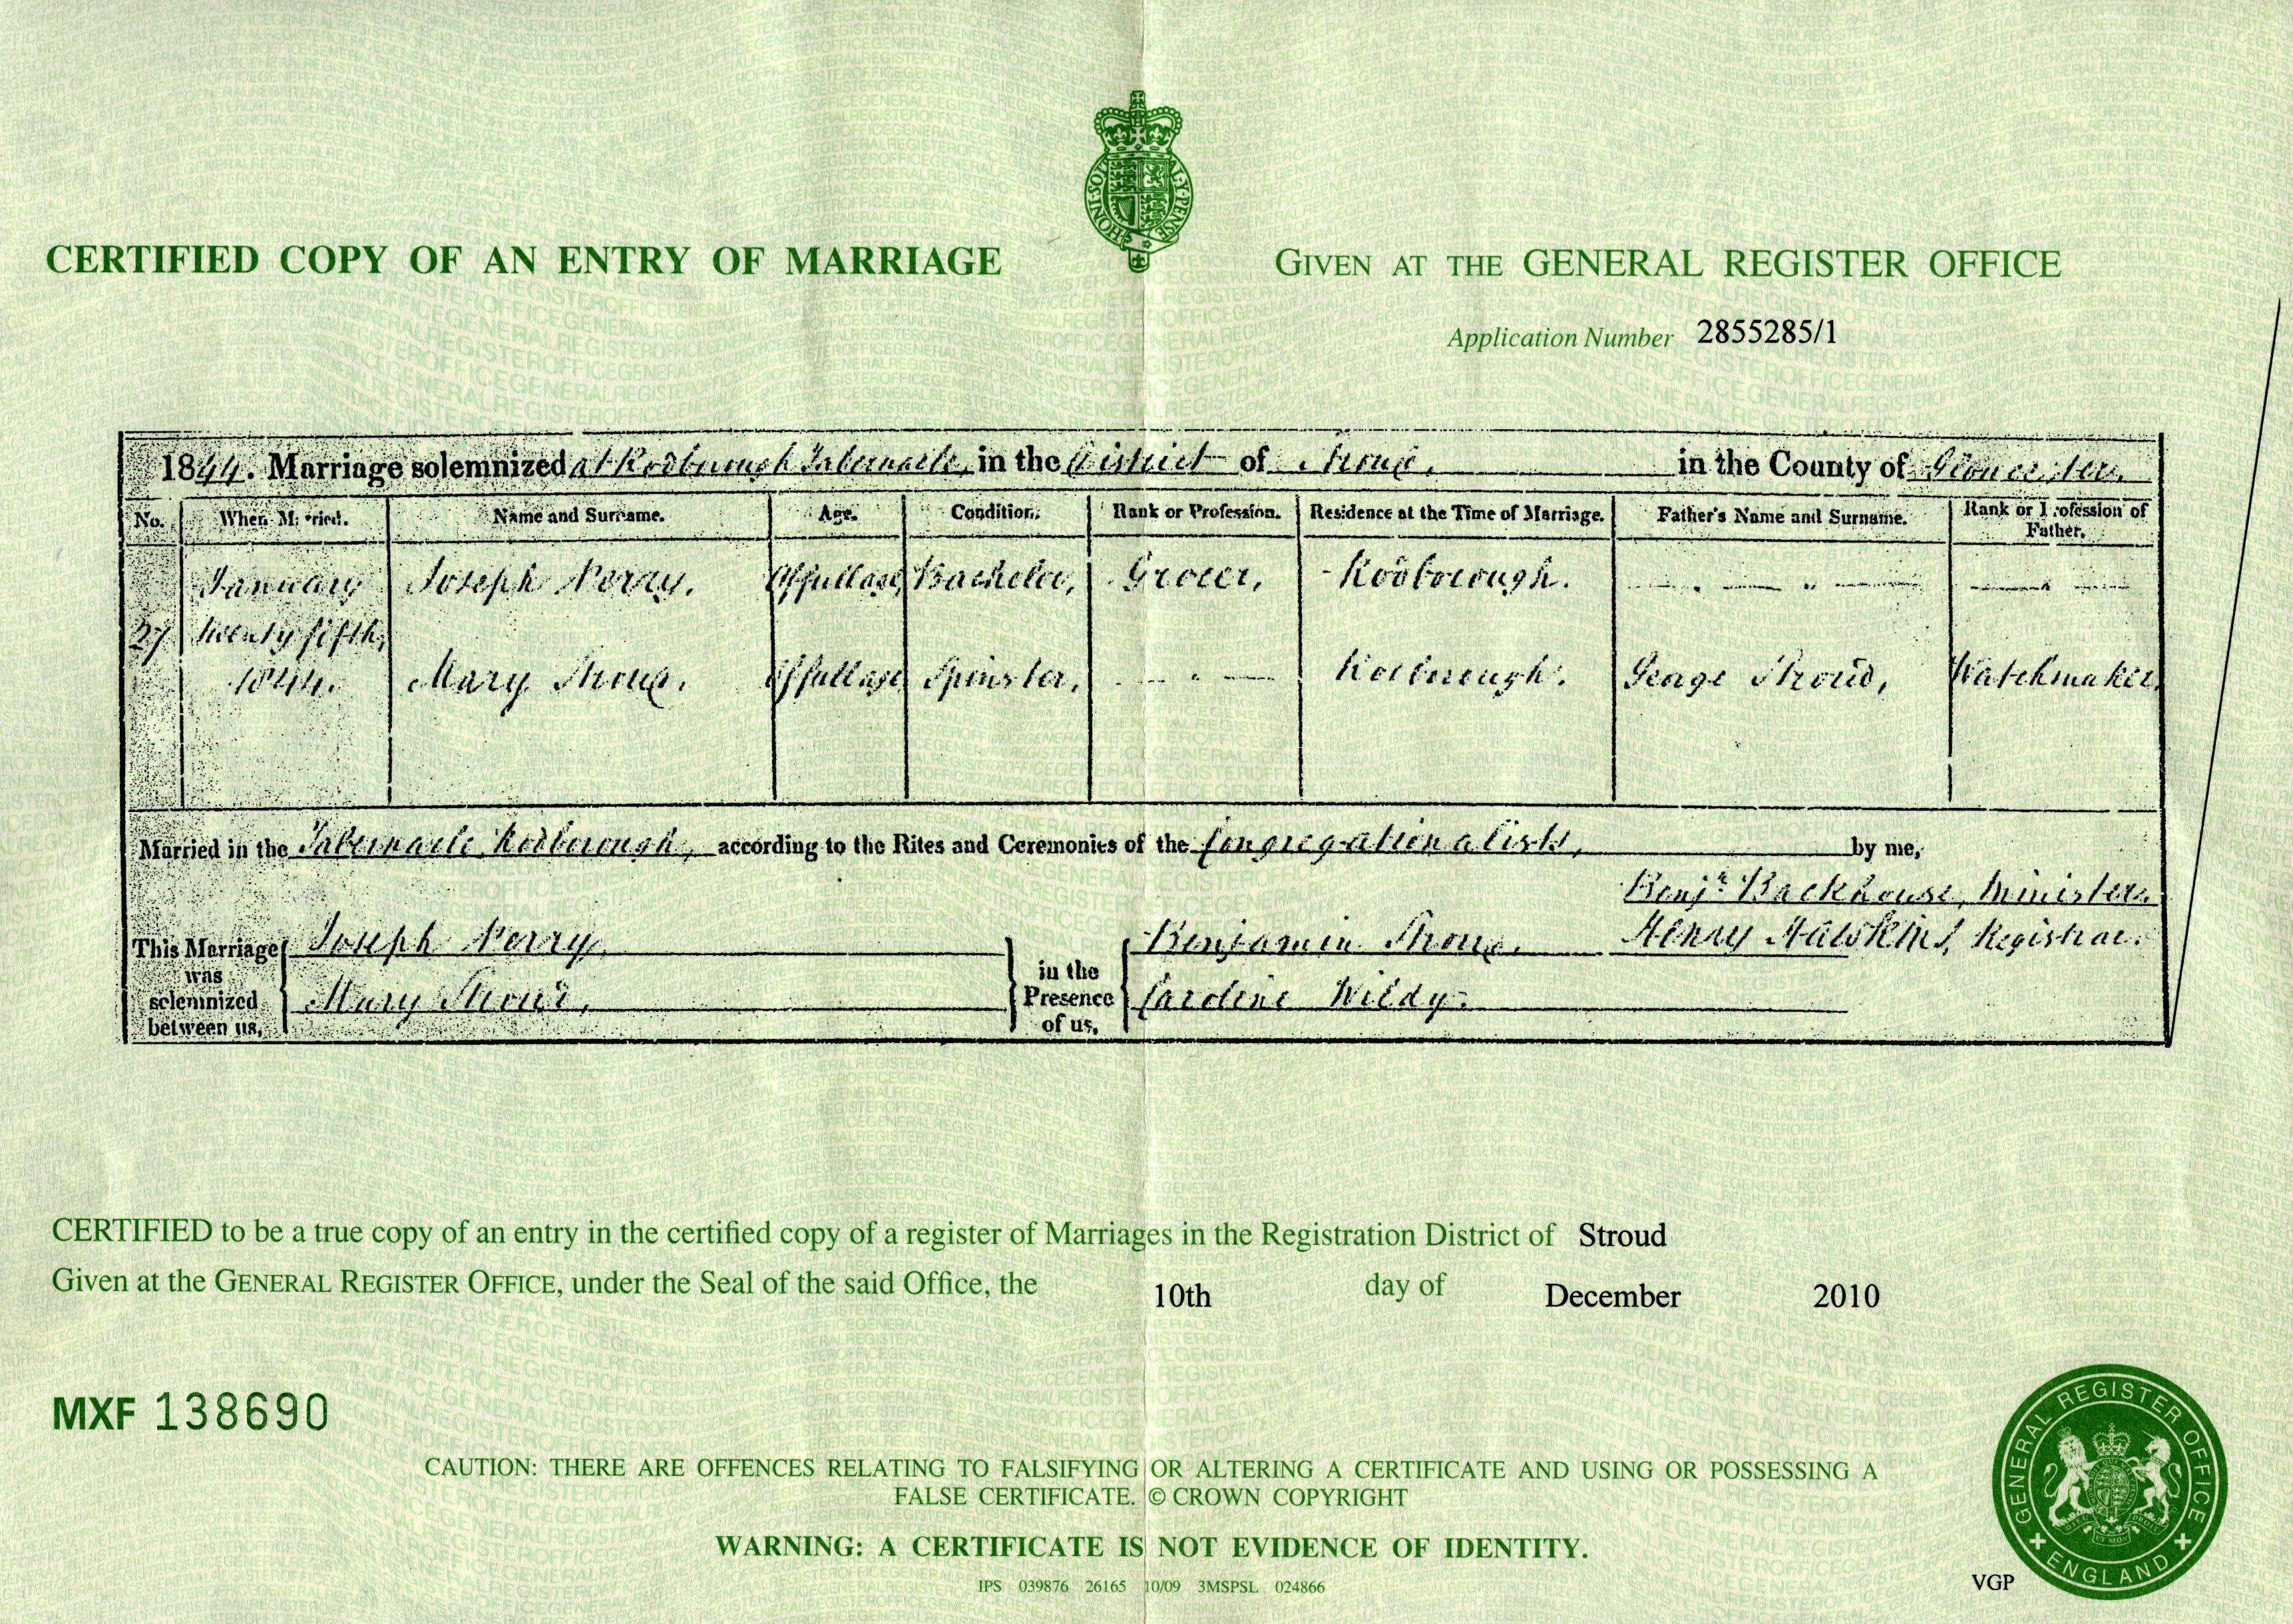 HONI·SOIT AL·Y·PENSE
CERTIFIED COPY OF AN ENTRY OF MARRIAGE
GIVEN AT THE GENERAL REGISTER OFFICE
Application Number 2855285/1
1844. Marriage solemnized at Rodborough Tabernacle, in the District of Stroud, in the County of Gloucester.
No. When Married. Name and Surname. Age. Condition. Rank or Profession. Residence at the Time of Marriage. Father's Name and Surname. Rank or Profession of Father.
January Joseph Perry. Of full age, Bachelor, Grocer, Rodborough.
27 twenty fifth,
1844. Mary Stroud. Of full age, Spinster, Rodborough. George Stroud, Watchmaker.
Married in the Tabernacle Rodborough, according to the Rites and Ceremonies of the Congregationalists, by me,
Benjn. Backhouse, Minister.
This Marriage was solemnized between us, Joseph Perry, in the Presence of us, Benjamin Stroud, Henry Hawkins, Registrar.
Mary Stroud, Caroline Wildy.
CERTIFIED to be a true copy of an entry in the certified copy of a register of Marriages in the Registration District of Stroud
Given at the GENERAL REGISTER OFFICE, under the Seal of the said Office, the 10th day of December 2010
MXF 138690
CAUTION: THERE ARE OFFENCES RELATING TO FALSIFYING OR ALTERING A CERTIFICATE AND USING OR POSSESSING A
FALSE CERTIFICATE. © CROWN COPYRIGHT
WARNING: A CERTIFICATE IS NOT EVIDENCE OF IDENTITY.
IPS 039876 26165 10/09 3MSPSL 024866
VGP
GENERAL REGISTER OFFICE
ENGLAND